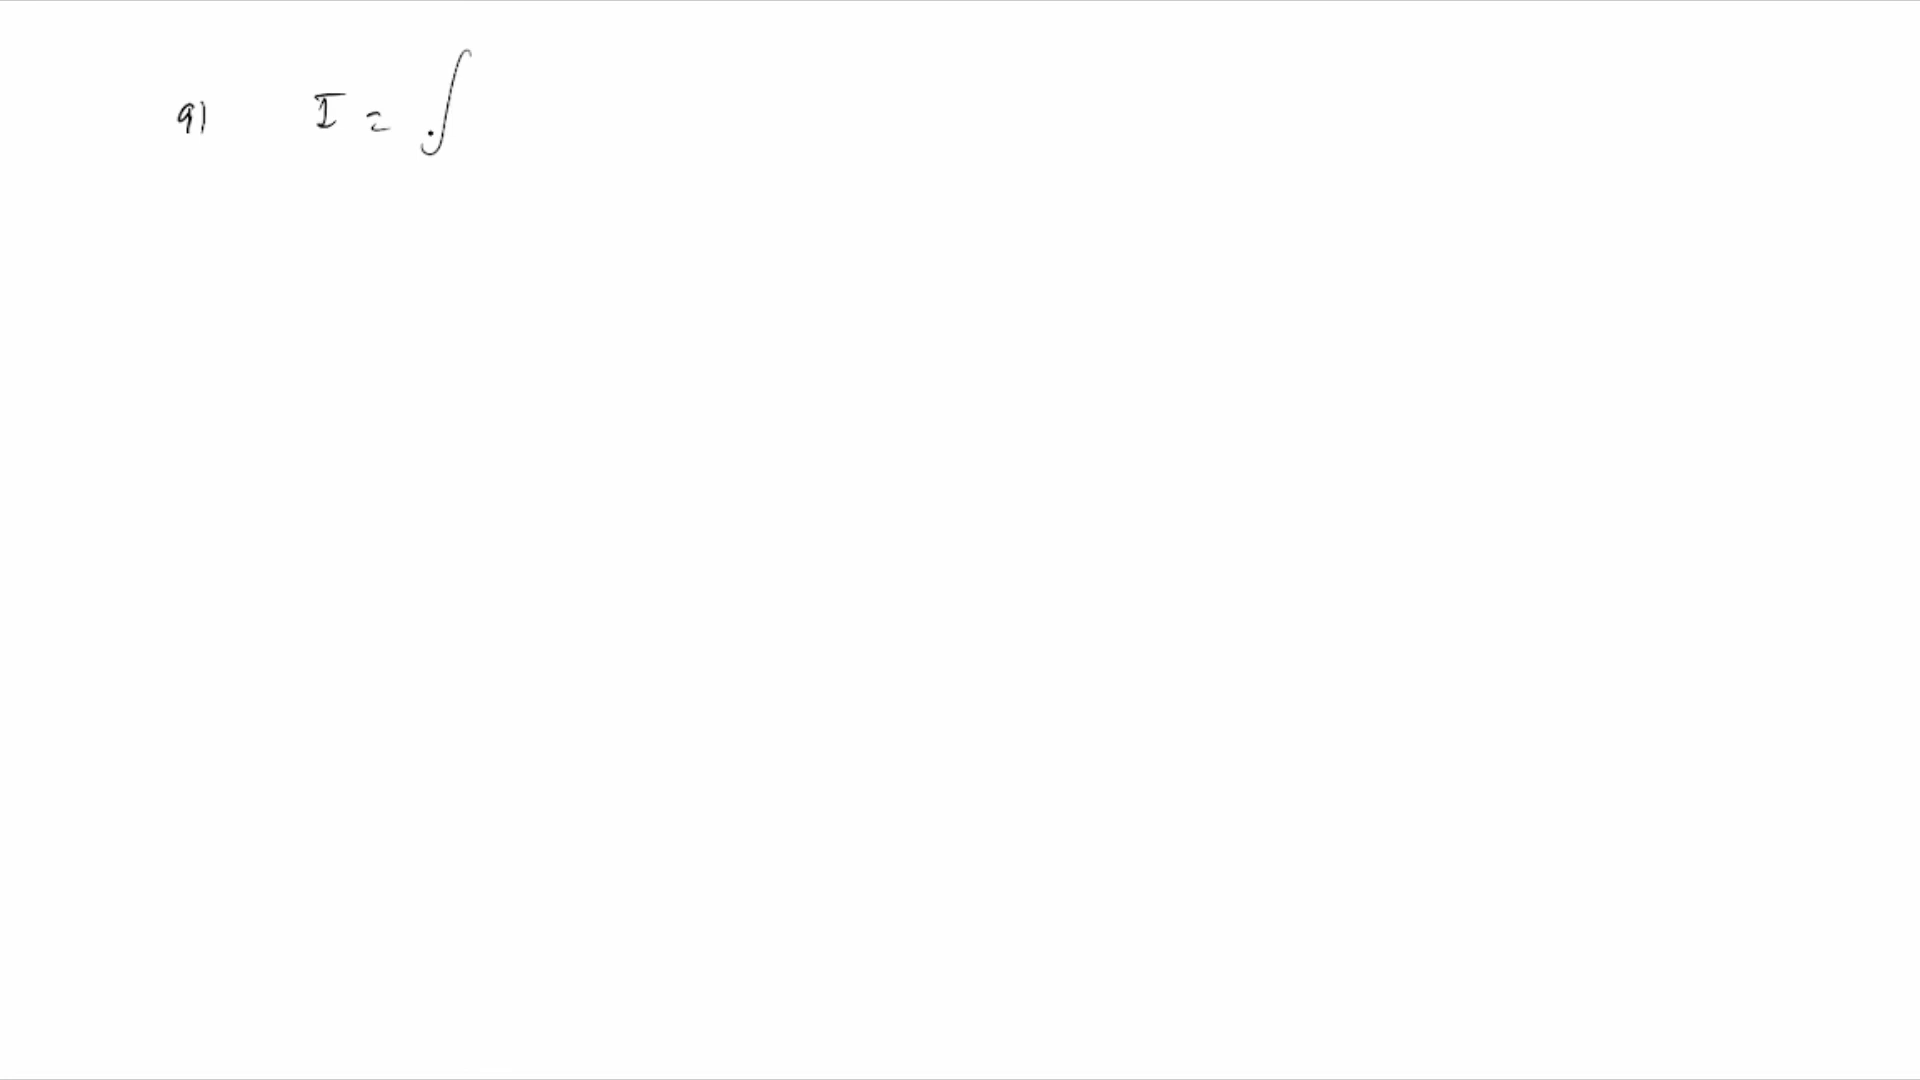 9) I = ∫